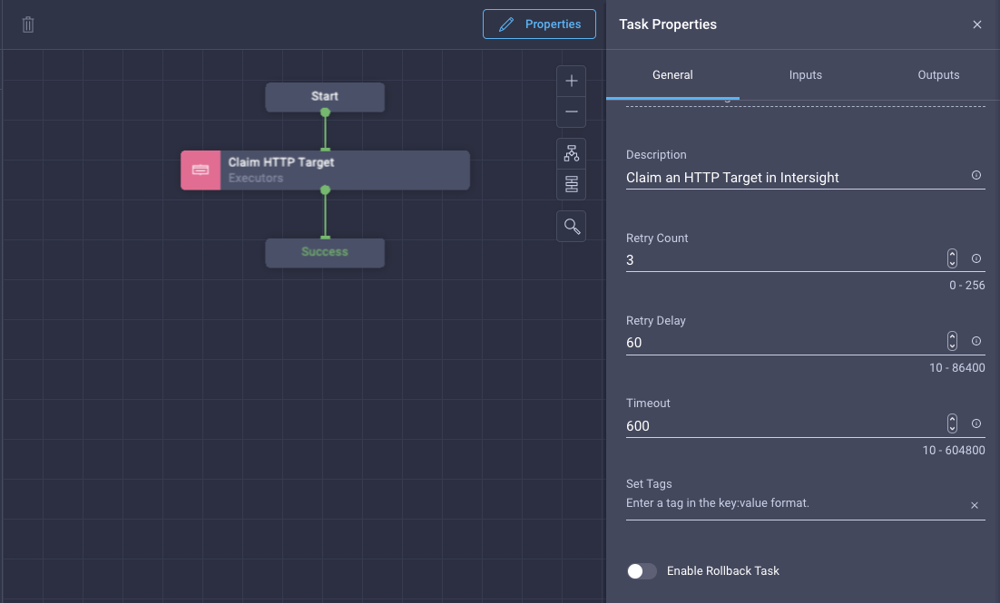 Properties
Start
Claim HTTP Target
Executors
Success
Task Properties
General
Inputs
Outputs
Description
Claim an HTTP Target in Intersight
Retry Count
3
0 - 256
Retry Delay
60
10 - 86400
Timeout
600
10 - 604800
Set Tags
Enter a tag in the key:value format.
Enable Rollback Task